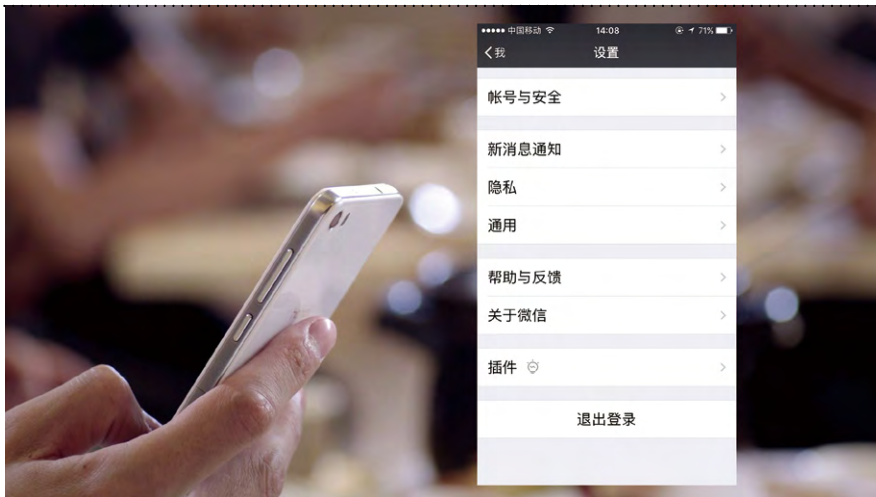 中国移动 14:08 71%
我 设置
帐号与安全
新消息通知
隐私
通用
帮助与反馈
关于微信
插件
退出登录